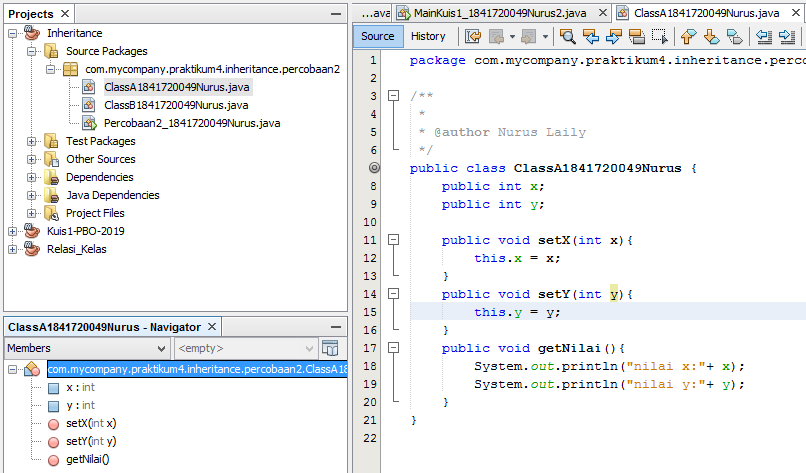 Projects
Inheritance
Source Packages
com.mycompany.praktikum4.inheritance.percobaan2
ClassA1841720049Nurus.java
ClassB1841720049Nurus.java
Percobaan2_1841720049Nurus.java
Test Packages
Other Sources
Dependencies
Java Dependencies
Project Files
Kuis1-PBO-2019
Relasi_Kelas
ClassA1841720049Nurus - Navigator
Members
<empty>
com.mycompany.praktikum4.inheritance.percobaan2.ClassA18
x : int
y : int
setX(int x)
setY(int y)
getNilai()
...ava
MainKuis1_1841720049Nurus2.java
ClassA1841720049Nurus.java
Source
History
1 package com.mycompany.praktikum4.inheritance.perco
2
3 /**
4 *
5 * @author Nurus Laily
6 */
public class ClassA1841720049Nurus {
8 public int x;
9 public int y;
10
11 public void setX(int x){
12 this.x = x;
13 }
14 public void setY(int y){
15 this.y = y;
16 }
17 public void getNilai(){
18 System.out.println("nilai x:"+ x);
19 System.out.println("nilai y:"+ y);
20 }
21 }
22